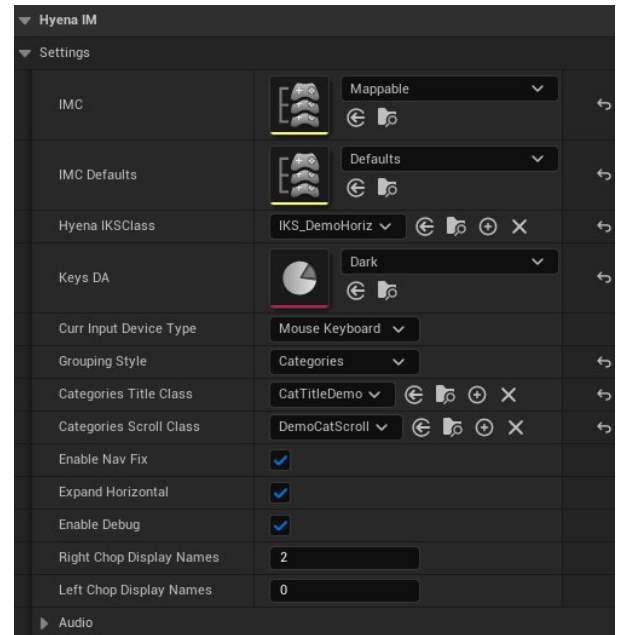 Hyena IM
Settings
IMC
Mappable
IMC Defaults
Defaults
Hyena IKSClass
IKS_DemoHoriz
Keys DA
Dark
Curr Input Device Type
Mouse Keyboard
Grouping Style
Categories
Categories Title Class
CatTitleDemo
Categories Scroll Class
DemoCatScroll
Enable Nav Fix
Expand Horizontal
Enable Debug
Right Chop Display Names
2
Left Chop Display Names
0
Audio